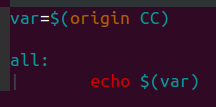 var=$(origin CC)
all:
|	echo $(var)